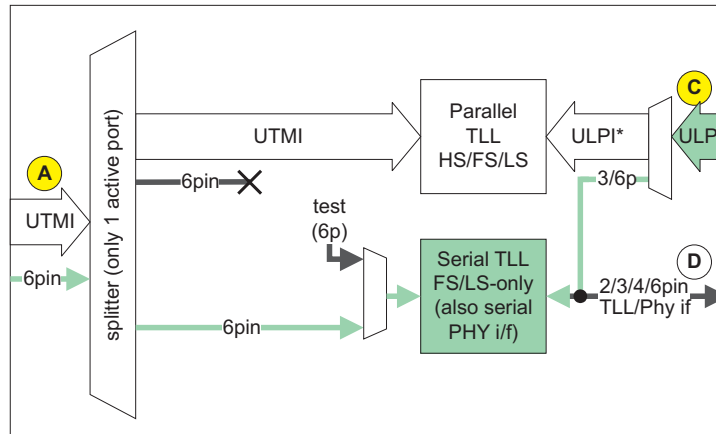 C
Parallel
TLL
HS/FS/LS
UTMI
ULPI*
ULP
A
6pin
3/6p
UTMI
test
(6p)
D
splitter (only 1 active port)
6pin
Serial TLL
FS/LS-only
(also serial
PHY i/f)
2/3/4/6pin
TLL/Phy if
6pin